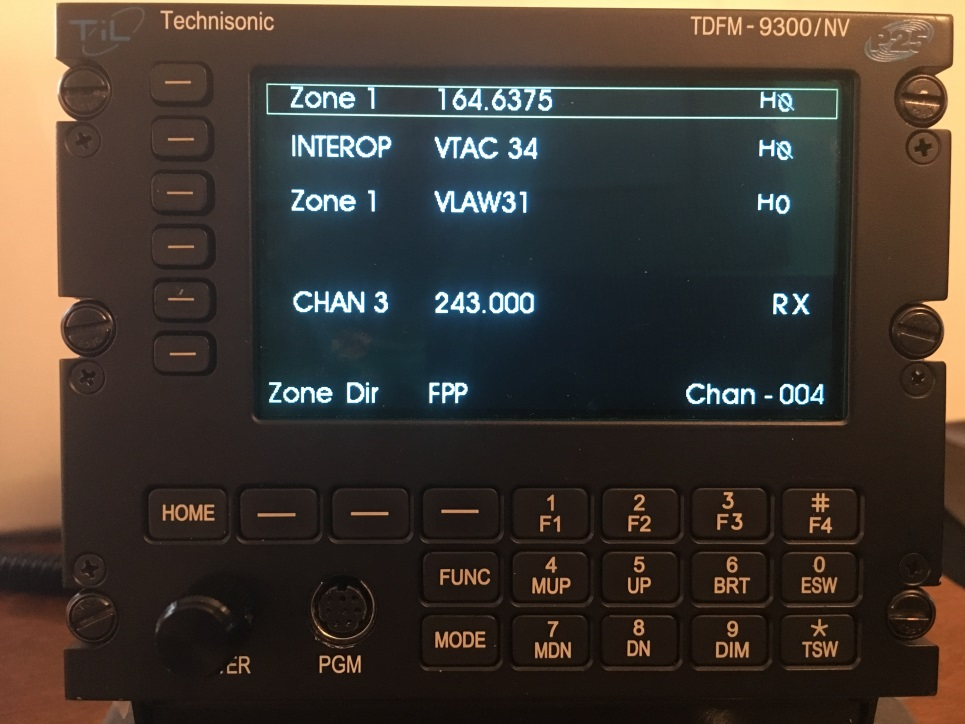 TiL Technisonic TDFM - 9300/NV P25
Zone 1 164.6375 HØ
INTEROP VTAC 34 HØ
Zone 1 VLAW31 H0
CHAN 3 243.000 RX
Zone Dir FPP Chan - 004
HOME 1 F1 2 F2 3 F3 # F4
FUNC 4 MUP 5 UP 6 BRT 0 ESW
MODE 7 MDN 8 DN 9 DIM * TSW
PGM